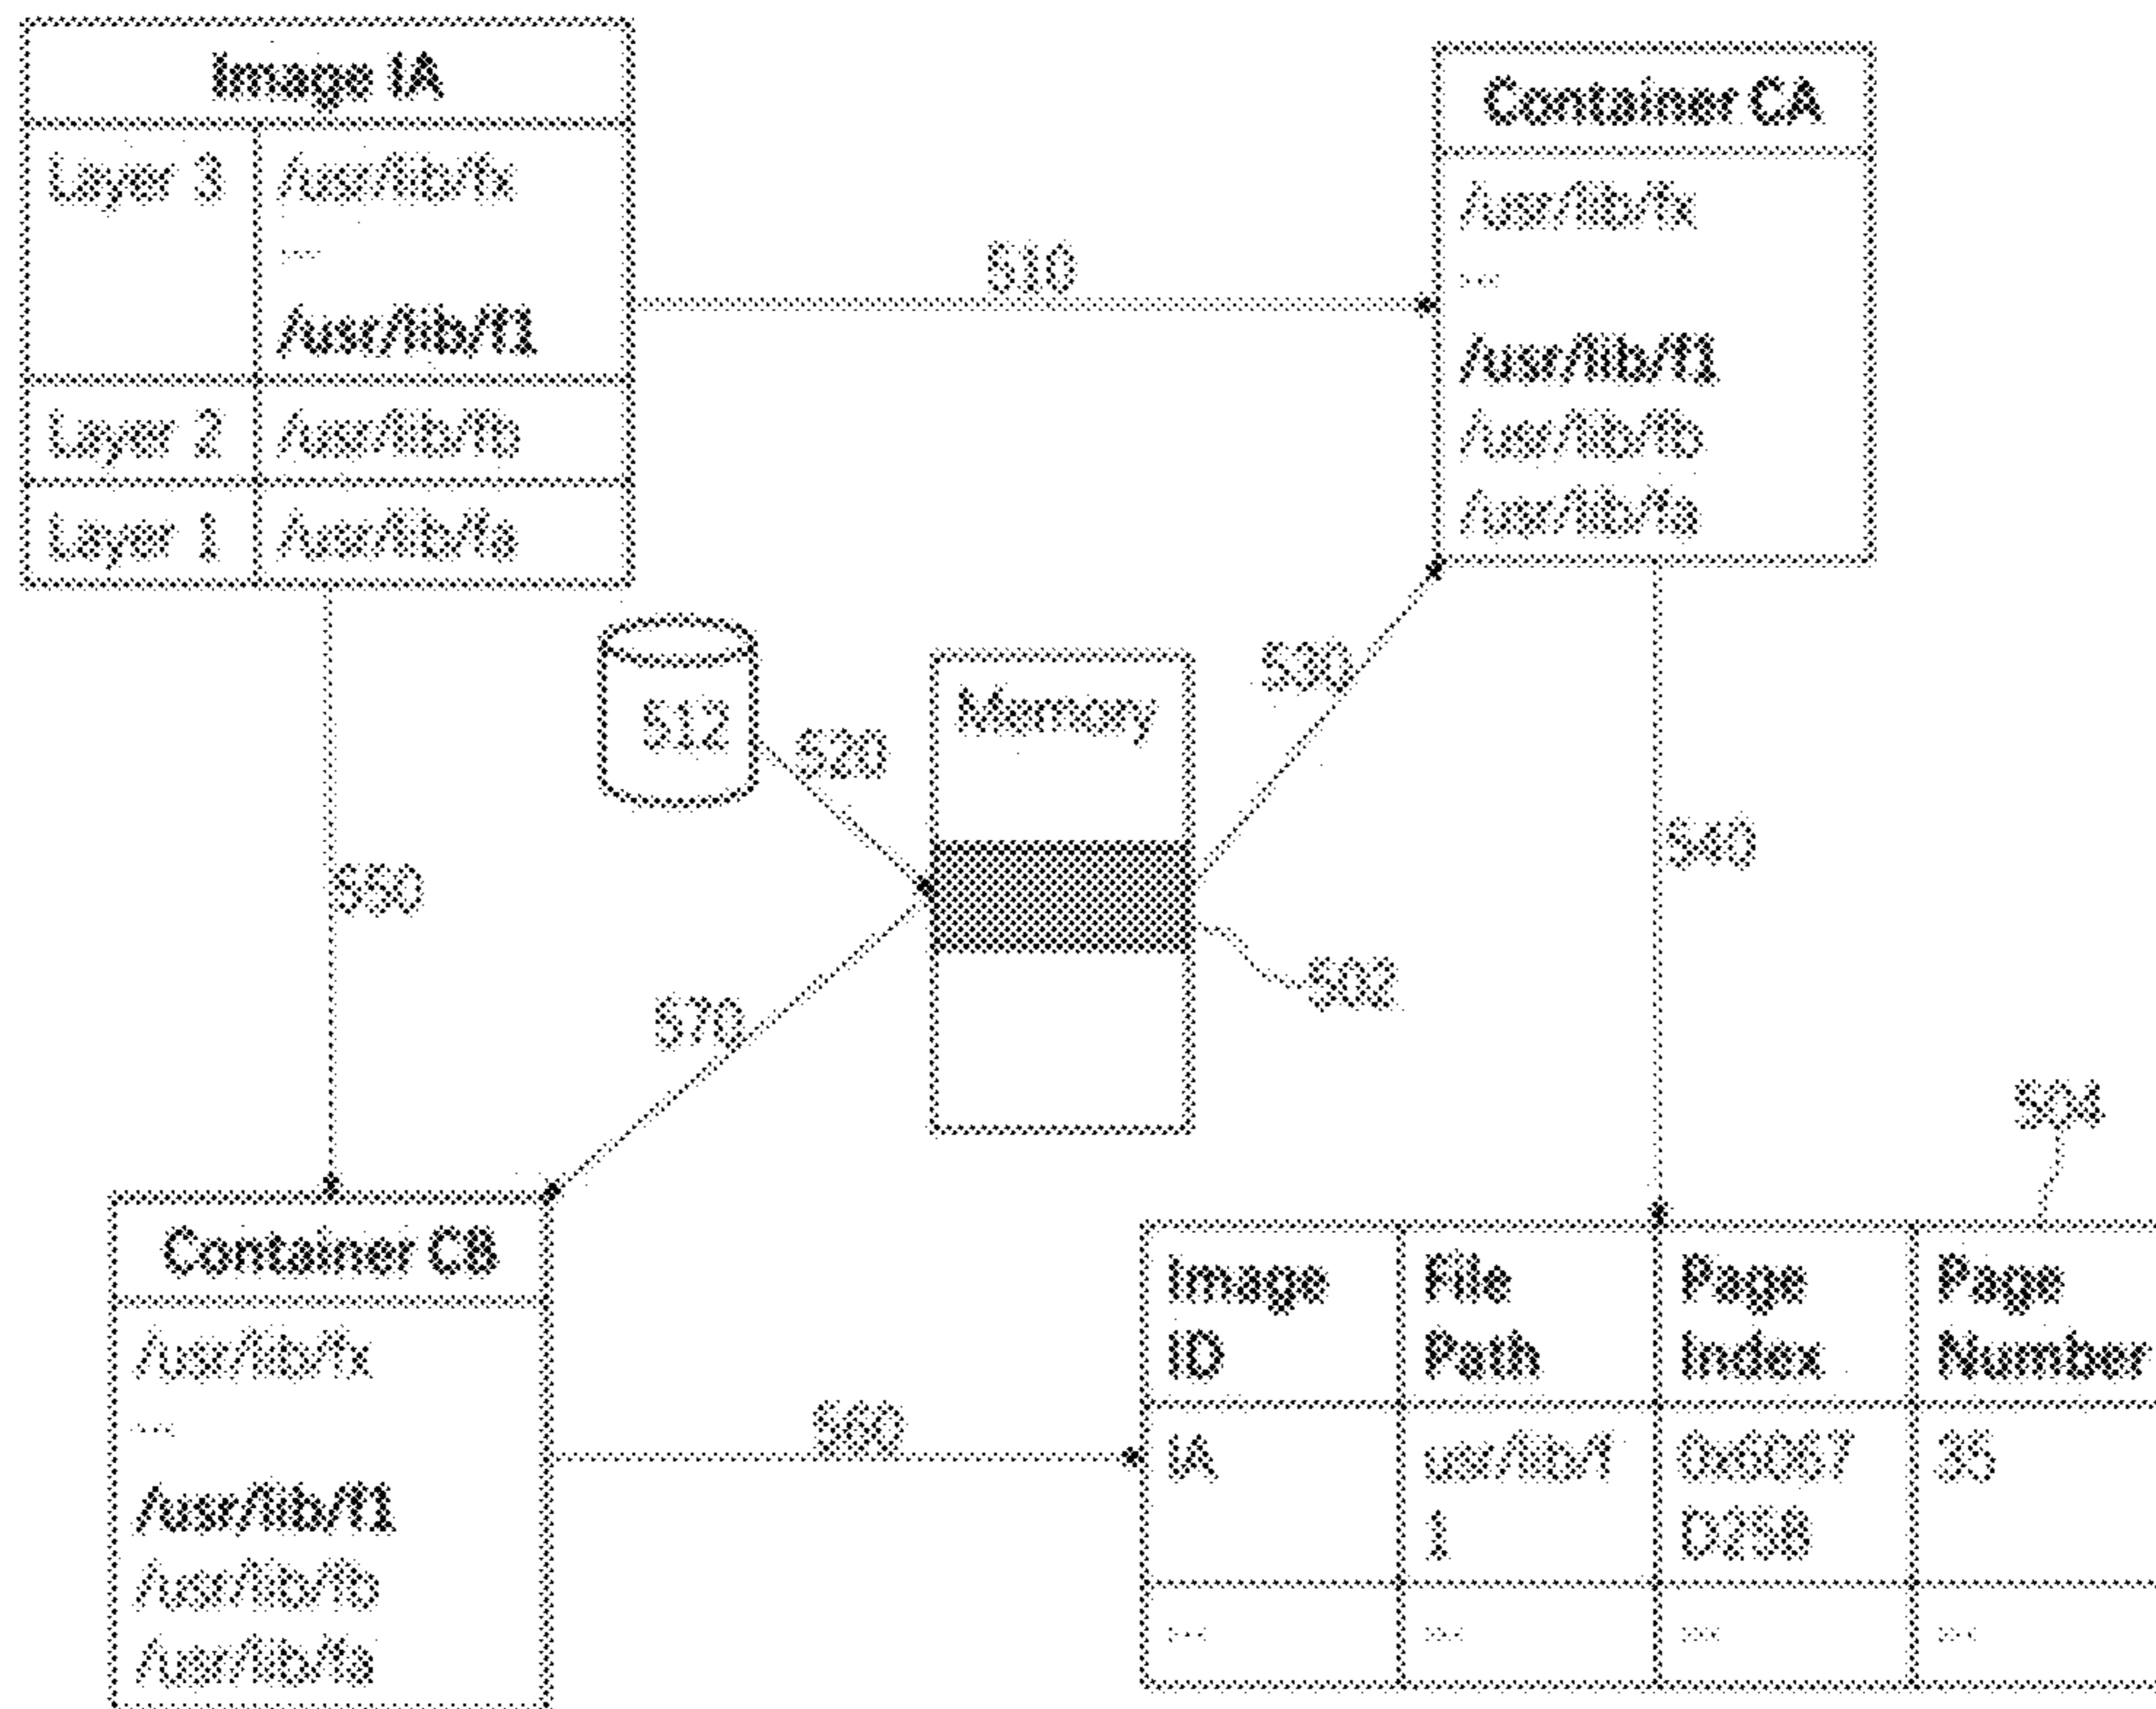 Image IA
Layer 3
/usr/lib/fx
...
/usr/lib/f1
Layer 2
/usr/lib/fb
Layer 1
/usr/lib/fa
510
Container CA
/usr/lib/fx
...
/usr/lib/f1
/usr/lib/fb
/usr/lib/fa
512
520
Memory
530
540
550
502
570
504
Container CB
/usr/lib/fx
...
/usr/lib/f1
/usr/lib/fb
/usr/lib/fa
560
Image
ID
File
Path
Page
Index
Page
Number
IA
usr/lib/f
1
0x6067
D258
35
...
...
...
...